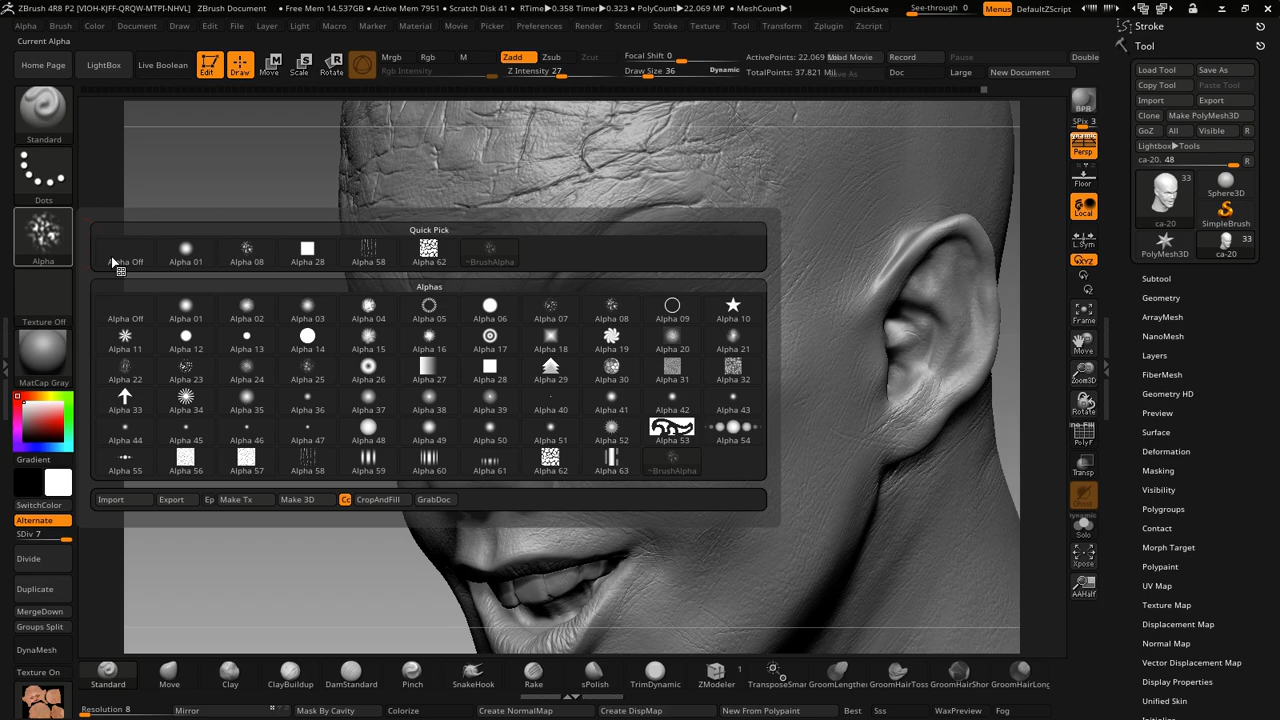 ZBrush 4R8 P2 [VIOH-KJFF-QRQW-MTPI-NHVL] ZBrush Document • Free Mem 14.537GB • Active Mem 7951 • Scratch Disk 41 • RTime▶0.358 Timer▶0.323 • PolyCount▶22.069 MP • MeshCount▶1 QuickSave See-through 0 Menus DefaultZScript
Alpha Brush Color Document Draw Edit File Layer Light Macro Marker Material Movie Picker Preferences Render Stencil Stroke Texture Tool Transform Zplugin Zscript
Current Alpha
Home Page LightBox Live Boolean Edit Draw Move Scale Rotate
Mrgb Rgb M Zadd Zsub Zcut Focal Shift 0 ActivePoints: 22.069 Record Pause Double
Rgb Intensity Z Intensity 27 Draw Size 36 Dynamic TotalPoints: 37.821 Mil Doc Large New Document
Standard
Dots
Alpha
Texture Off
MatCap Gray
Gradient
SwitchColor
Alternate
SDiv 7
Divide
Duplicate
MergeDown
Groups Split
DynaMesh
Texture On
Quick Pick
Alpha Off Alpha 01 Alpha 08 Alpha 28 Alpha 58 Alpha 62 ~BrushAlpha
Alphas
Alpha Off Alpha 01 Alpha 02 Alpha 03 Alpha 04 Alpha 05 Alpha 06 Alpha 07 Alpha 08 Alpha 09 Alpha 10
Alpha 11 Alpha 12 Alpha 13 Alpha 14 Alpha 15 Alpha 16 Alpha 17 Alpha 18 Alpha 19 Alpha 20 Alpha 21
Alpha 22 Alpha 23 Alpha 24 Alpha 25 Alpha 26 Alpha 27 Alpha 28 Alpha 29 Alpha 30 Alpha 31 Alpha 32
Alpha 33 Alpha 34 Alpha 35 Alpha 36 Alpha 37 Alpha 38 Alpha 39 Alpha 40 Alpha 41 Alpha 42 Alpha 43
Alpha 44 Alpha 45 Alpha 46 Alpha 47 Alpha 48 Alpha 49 Alpha 50 Alpha 51 Alpha 52 Alpha 53 Alpha 54
Alpha 55 Alpha 56 Alpha 57 Alpha 58 Alpha 59 Alpha 60 Alpha 61 Alpha 62 Alpha 63 ~BrushAlpha
Import Export Ep Make Tx Make 3D Cc CropAndFill GrabDoc
BPR
SPix 3
Persp
Floor
Local
L.Sym
XYZ
Frame
Move
Zoom3D
Rotate
PolyF
Transp
Dynamic
Solo
Xpose
AAHalf
Stroke
Tool
Load Tool Save As
Copy Tool Paste Tool
Import Export
Clone Make PolyMesh3D
GoZ All Visible R
Lightbox▶Tools
ca-20. 48 R
33
ca-20 Sphere3D
SimpleBrush
33
PolyMesh3D ca-20
Subtool
Geometry
ArrayMesh
NanoMesh
Layers
FiberMesh
Geometry HD
Preview
Surface
Deformation
Masking
Visibility
Polygroups
Contact
Morph Target
Polypaint
UV Map
Texture Map
Displacement Map
Normal Map
Vector Displacement Map
Display Properties
Unified Skin
Standard Move Clay ClayBuildup DamStandard Pinch SnakeHook Rake sPolish TrimDynamic ZModeler 1 TransposeSmar GroomLengthen GroomHairToss GroomHairShor GroomHairLong
Resolution 8 Mirror Mask By Cavity Colorize Create NormalMap Create DispMap New From Polypaint Best Sss WaxPreview Fog